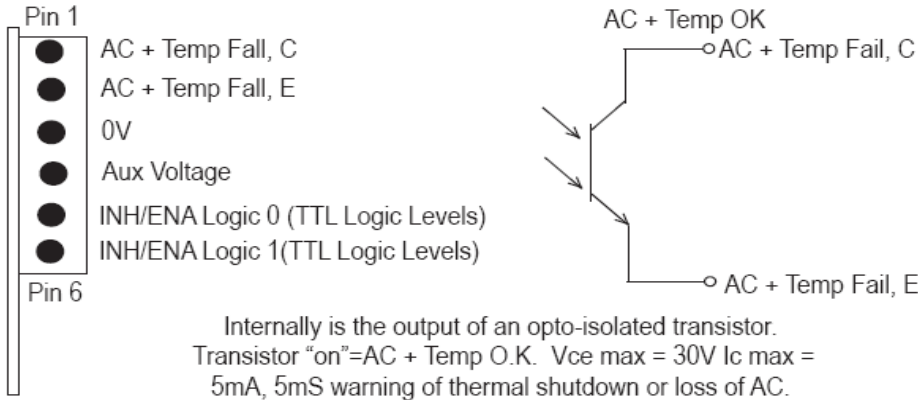 Pin 1
AC + Temp Fall, C
AC + Temp Fall, E
0V
Aux Voltage
INH/ENA Logic 0 (TTL Logic Levels)
INH/ENA Logic 1(TTL Logic Levels)
Pin 6
AC + Temp OK
AC + Temp Fail, C
AC + Temp Fail, E
Internally is the output of an opto-isolated transistor.
Transistor “on”=AC + Temp O.K. Vce max = 30V Ic max =
5mA, 5mS warning of thermal shutdown or loss of AC.